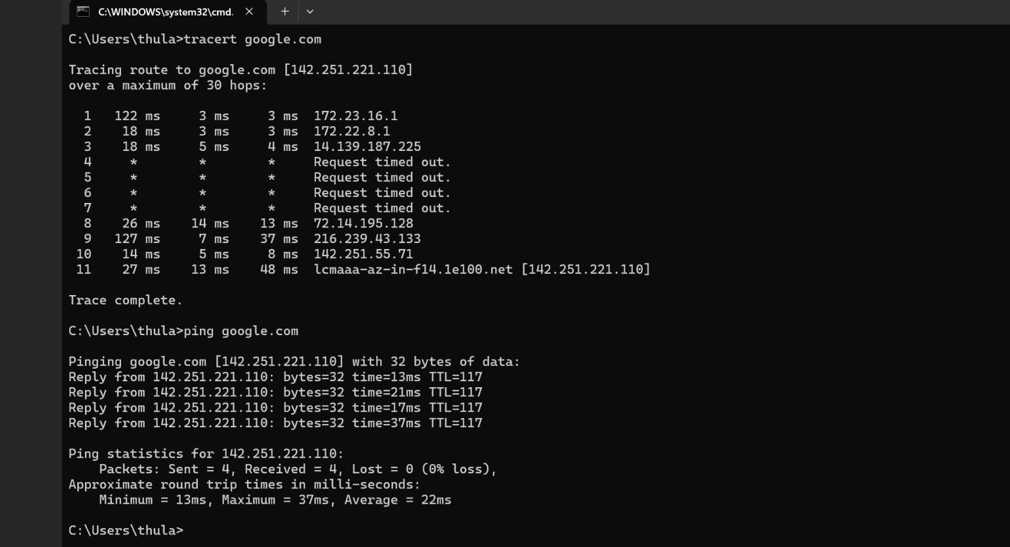 C:\WINDOWS\system32\cmd.
C:\Users\thula>tracert google.com
Tracing route to google.com [142.251.221.110]
over a maximum of 30 hops:
1 122 ms 3 ms 3 ms 172.23.16.1
2 18 ms 3 ms 3 ms 172.22.8.1
3 18 ms 5 ms 4 ms 14.139.187.225
4 * * * Request timed out.
5 * * * Request timed out.
6 * * * Request timed out.
7 * * * Request timed out.
8 26 ms 14 ms 13 ms 72.14.195.128
9 127 ms 7 ms 37 ms 216.239.43.133
10 14 ms 5 ms 8 ms 142.251.55.71
11 27 ms 13 ms 48 ms lcmaaa-az-in-f14.1e100.net [142.251.221.110]
Trace complete.
C:\Users\thula>ping google.com
Pinging google.com [142.251.221.110] with 32 bytes of data:
Reply from 142.251.221.110: bytes=32 time=13ms TTL=117
Reply from 142.251.221.110: bytes=32 time=21ms TTL=117
Reply from 142.251.221.110: bytes=32 time=17ms TTL=117
Reply from 142.251.221.110: bytes=32 time=37ms TTL=117
Ping statistics for 142.251.221.110:
Packets: Sent = 4, Received = 4, Lost = 0 (0% loss),
Approximate round trip times in milli-seconds:
Minimum = 13ms, Maximum = 37ms, Average = 22ms
C:\Users\thula>